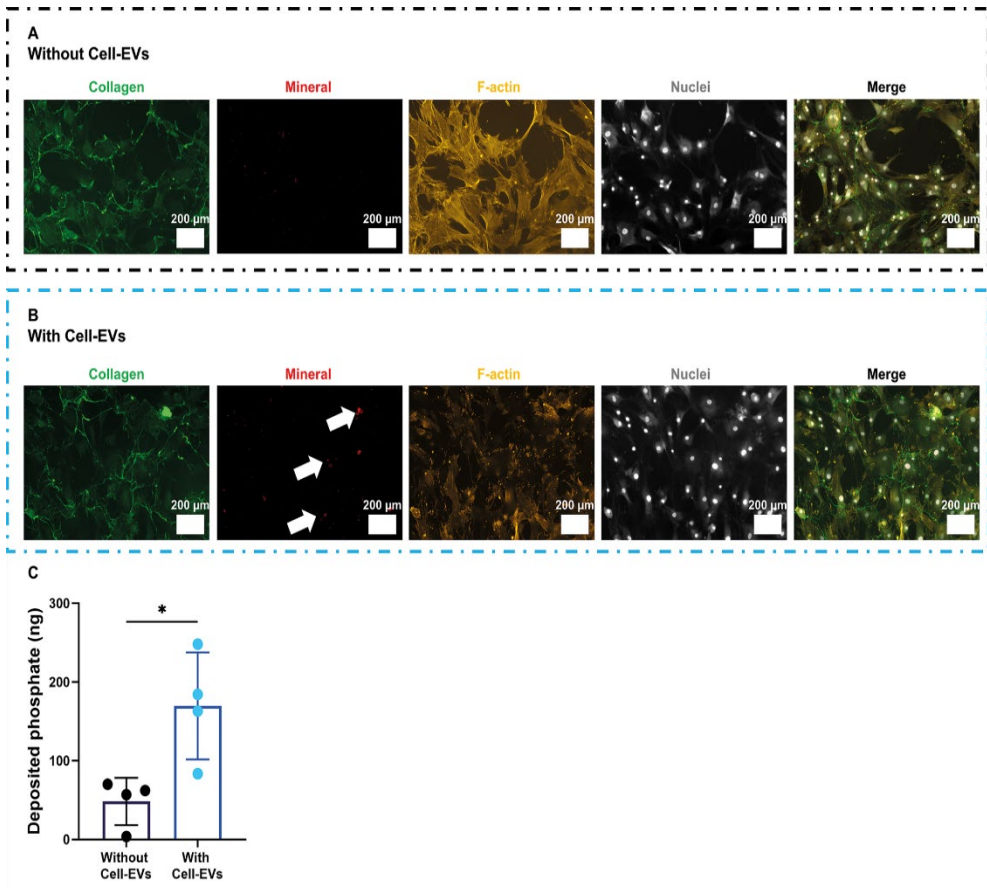 A
Without Cell-EVs
Collagen Mineral F-actin Nuclei Merge
200 µm 200 µm 200 µm 200 µm 200 µm
B
With Cell-EVs
Collagen Mineral F-actin Nuclei Merge
200 µm 200 µm 200 µm 200 µm 200 µm
C
Deposited phosphate (ng)
300
200
100
0
*
Without Cell-EVs
With Cell-EVs